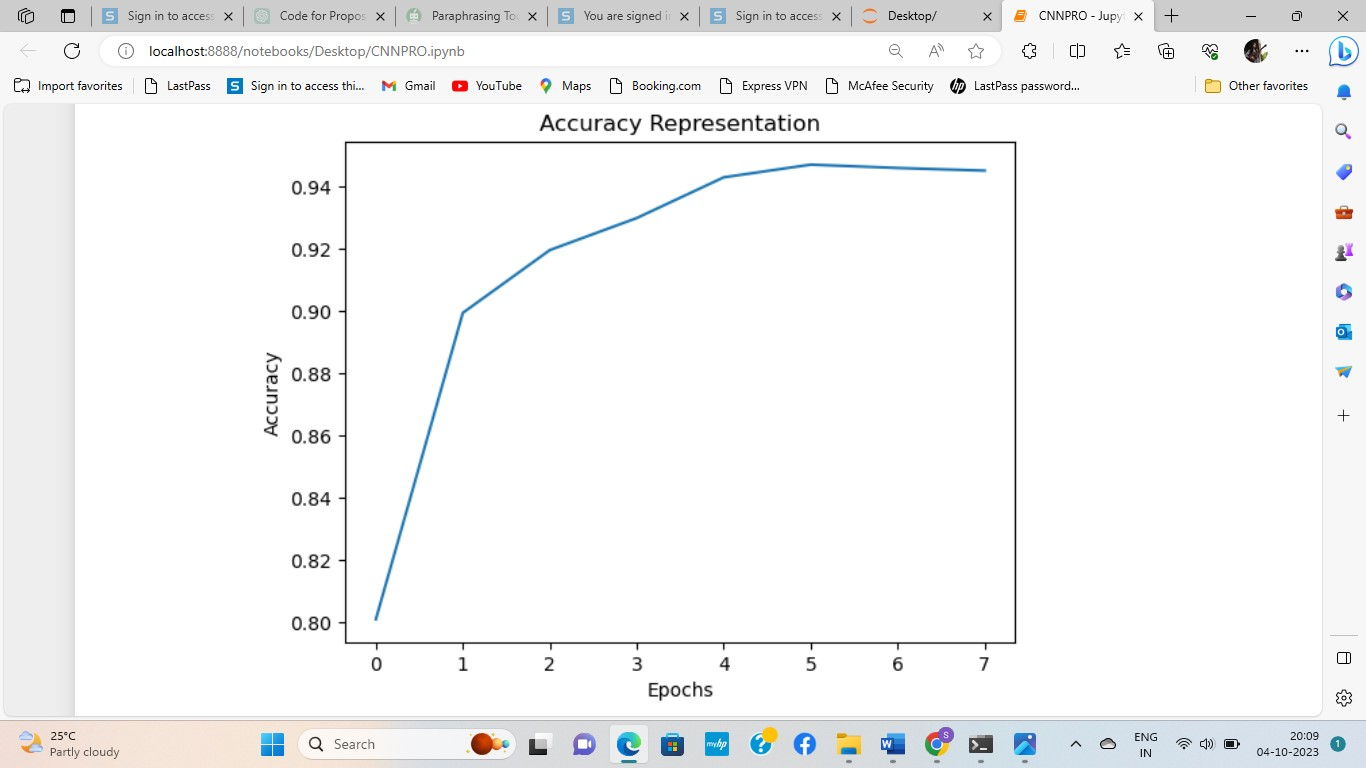 Sign in to access
Code for Propos
Paraphrasing Too
You are signed i
Sign in to access
Desktop/
CNNPRO - Jupy
localhost:8888/notebooks/Desktop/CNNPRO.ipynb
Import favorites
LastPass
Sign in to access thi...
Gmail
YouTube
Maps
Booking.com
Express VPN
McAfee Security
LastPass password...
Other favorites
Accuracy Representation
0.94
0.92
0.90
0.88
0.86
0.84
0.82
0.80
Accuracy
0 1 2 3 4 5 6 7
Epochs
25°C
Partly cloudy
Search
myhp
S
ENG
IN
20:09
04-10-2023
1